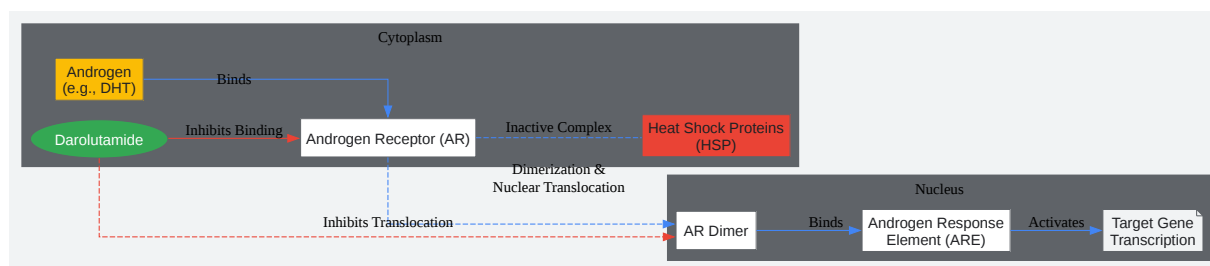 Cytoplasm
Androgen
(e.g., DHT)
Binds
Darolutamide
Inhibits Binding
Androgen Receptor (AR)
Inactive Complex
Heat Shock Proteins
(HSP)
Dimerization &
Nuclear Translocation
Nucleus
Inhibits Translocation
AR Dimer
Binds
Androgen Response
Element (ARE)
Activates
Target Gene
Transcription